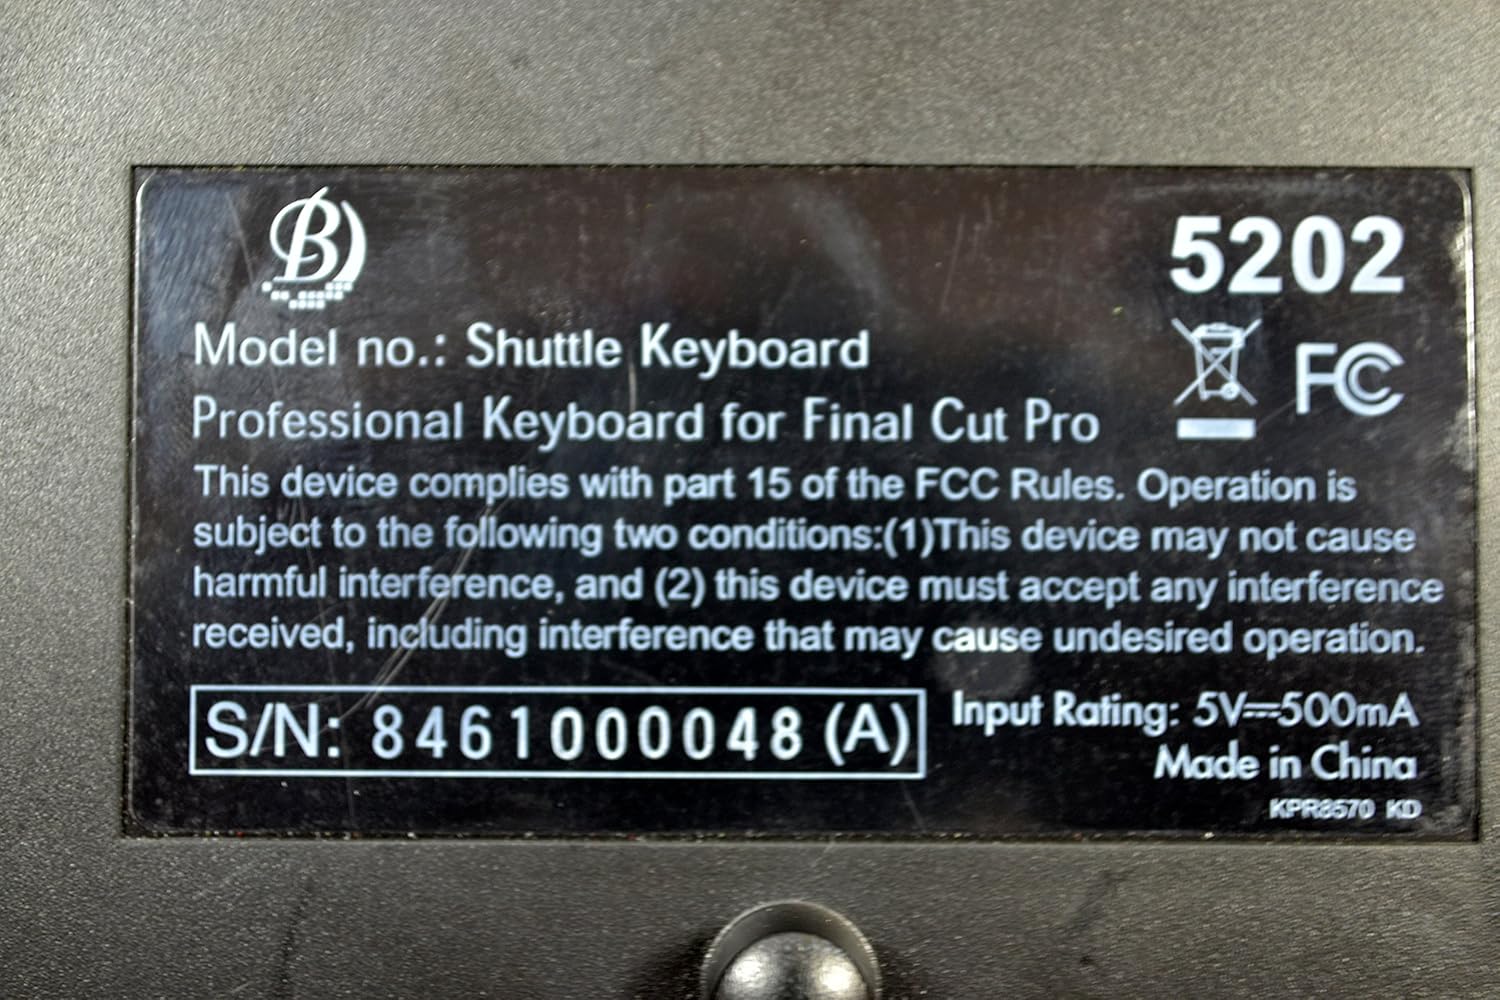 B
5202
FC
Model no.: Shuttle Keyboard
Professional Keyboard for Final Cut Pro
This device complies with part 15 of the FCC Rules. Operation is
subject to the following two conditions:(1)This device may not cause
harmful interference, and (2) this device must accept any interference
received, including interference that may cause undesired operation.
S/N: 8461000048 (A)
Input Rating: 5V⎓500mA
Made in China
KPR8570 KD